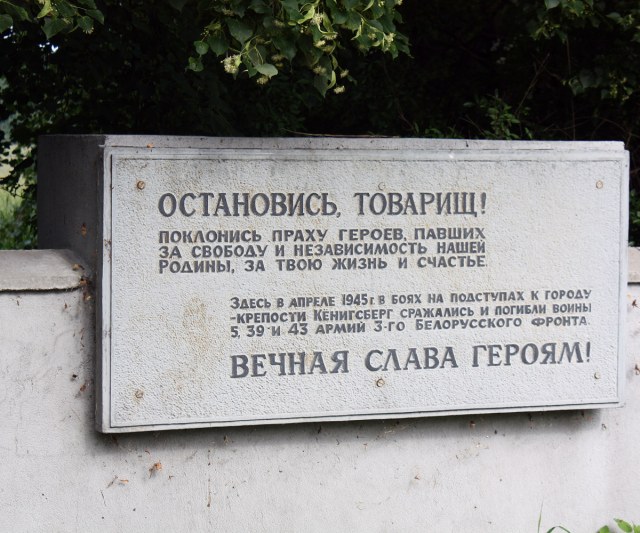 ОСТАНОВИСЬ, ТОВАРИЩ!
ПОКЛОНИСЬ ПРАХУ ГЕРОЕВ, ПАВШИХ
ЗА СВОБОДУ И НЕЗАВИСИМОСТЬ НАШЕЙ
РОДИНЫ, ЗА ТВОЮ ЖИЗНЬ И СЧАСТЬЕ.
ЗДЕСЬ В АПРЕЛЕ 1945 г. В БОЯХ НА ПОДСТУПАХ К ГОРОДУ
-КРЕПОСТИ КЁНИГСБЕРГ СРАЖАЛИСЬ И ПОГИБЛИ ВОИНЫ
5, 39 И 43 АРМИЙ 3-ГО БЕЛОРУССКОГО ФРОНТА.
ВЕЧНАЯ СЛАВА ГЕРОЯМ!